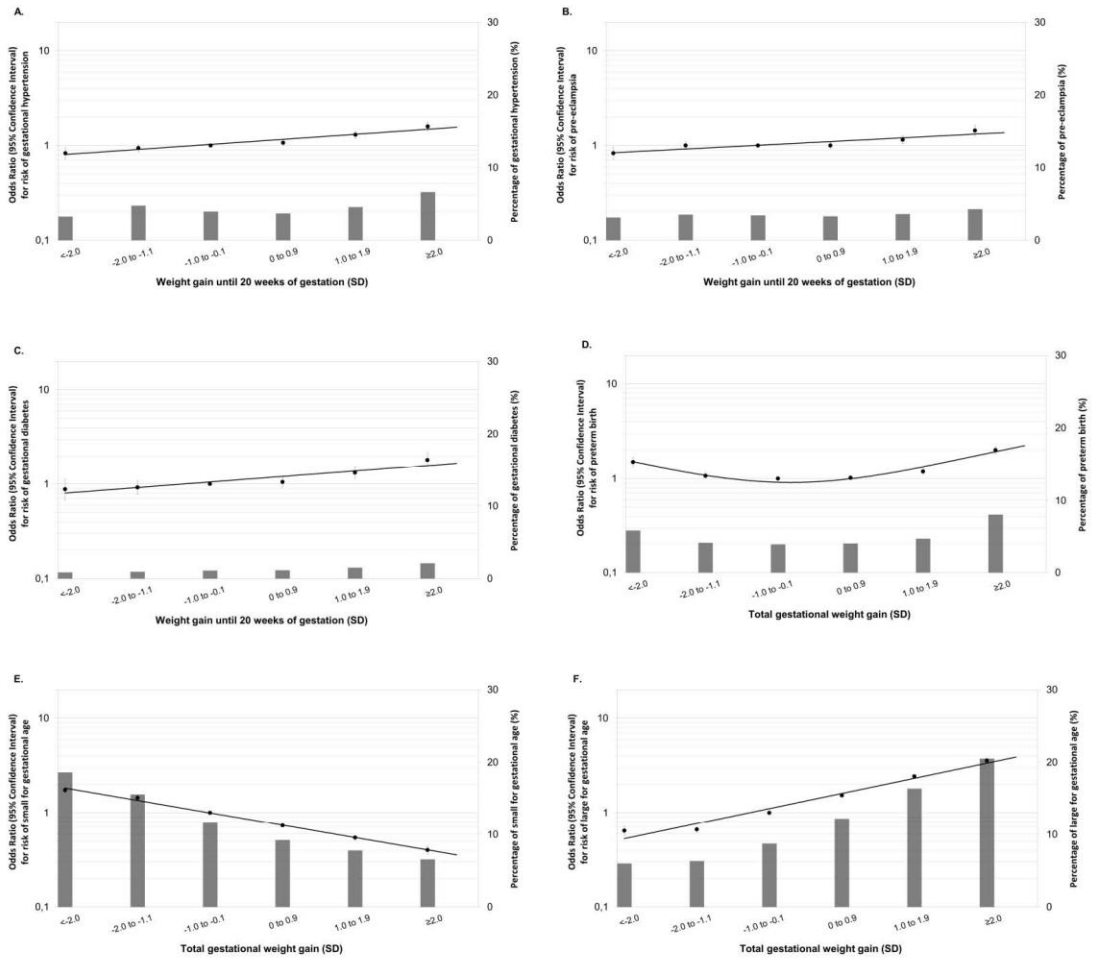 A.
Odds Ratio (95% Confidence Interval)
for risk of gestational hypertension
10
1
0,1
30
20
10
0
Percentage of gestational hypertension (%)
<-2.0
-2.0 to -1.1
-1.0 to -0.1
0 to 0.9
1.0 to 1.9
≥2.0
Weight gain until 20 weeks of gestation (SD)
B.
Odds Ratio (95% Confidence Interval)
for risk of pre-eclampsia
10
1
0,1
30
20
10
0
Percentage of pre-eclampsia (%)
<-2.0
-2.0 to -1.1
-1.0 to -0.1
0 to 0.9
1.0 to 1.9
≥2.0
Weight gain until 20 weeks of gestation (SD)
C.
Odds Ratio (95% Confidence Interval)
for risk of gestational diabetes
10
1
0,1
30
20
10
0
Percentage of gestational diabetes (%)
<-2.0
-2.0 to -1.1
-1.0 to -0.1
0 to 0.9
1.0 to 1.9
≥2.0
Weight gain until 20 weeks of gestation (SD)
D.
Odds Ratio (95% Confidence Interval)
for risk of preterm birth
10
1
0,1
30
20
10
0
Percentage of preterm birth (%)
<-2.0
-2.0 to -1.1
-1.0 to -0.1
0 to 0.9
1.0 to 1.9
≥2.0
Total gestational weight gain (SD)
E.
Odds Ratio (95% Confidence Interval)
for risk of small for gestational age
10
1
0,1
30
20
10
0
Percentage of small for gestational age (%)
<-2.0
-2.0 to -1.1
-1.0 to -0.1
0 to 0.9
1.0 to 1.9
≥2.0
Total gestational weight gain (SD)
F.
Odds Ratio (95% Confidence Interval)
for risk of large for gestational age
10
1
0,1
30
20
10
0
Percentage of large for gestational age (%)
<-2.0
-2.0 to -1.1
-1.0 to -0.1
0 to 0.9
1.0 to 1.9
≥2.0
Total gestational weight gain (SD)